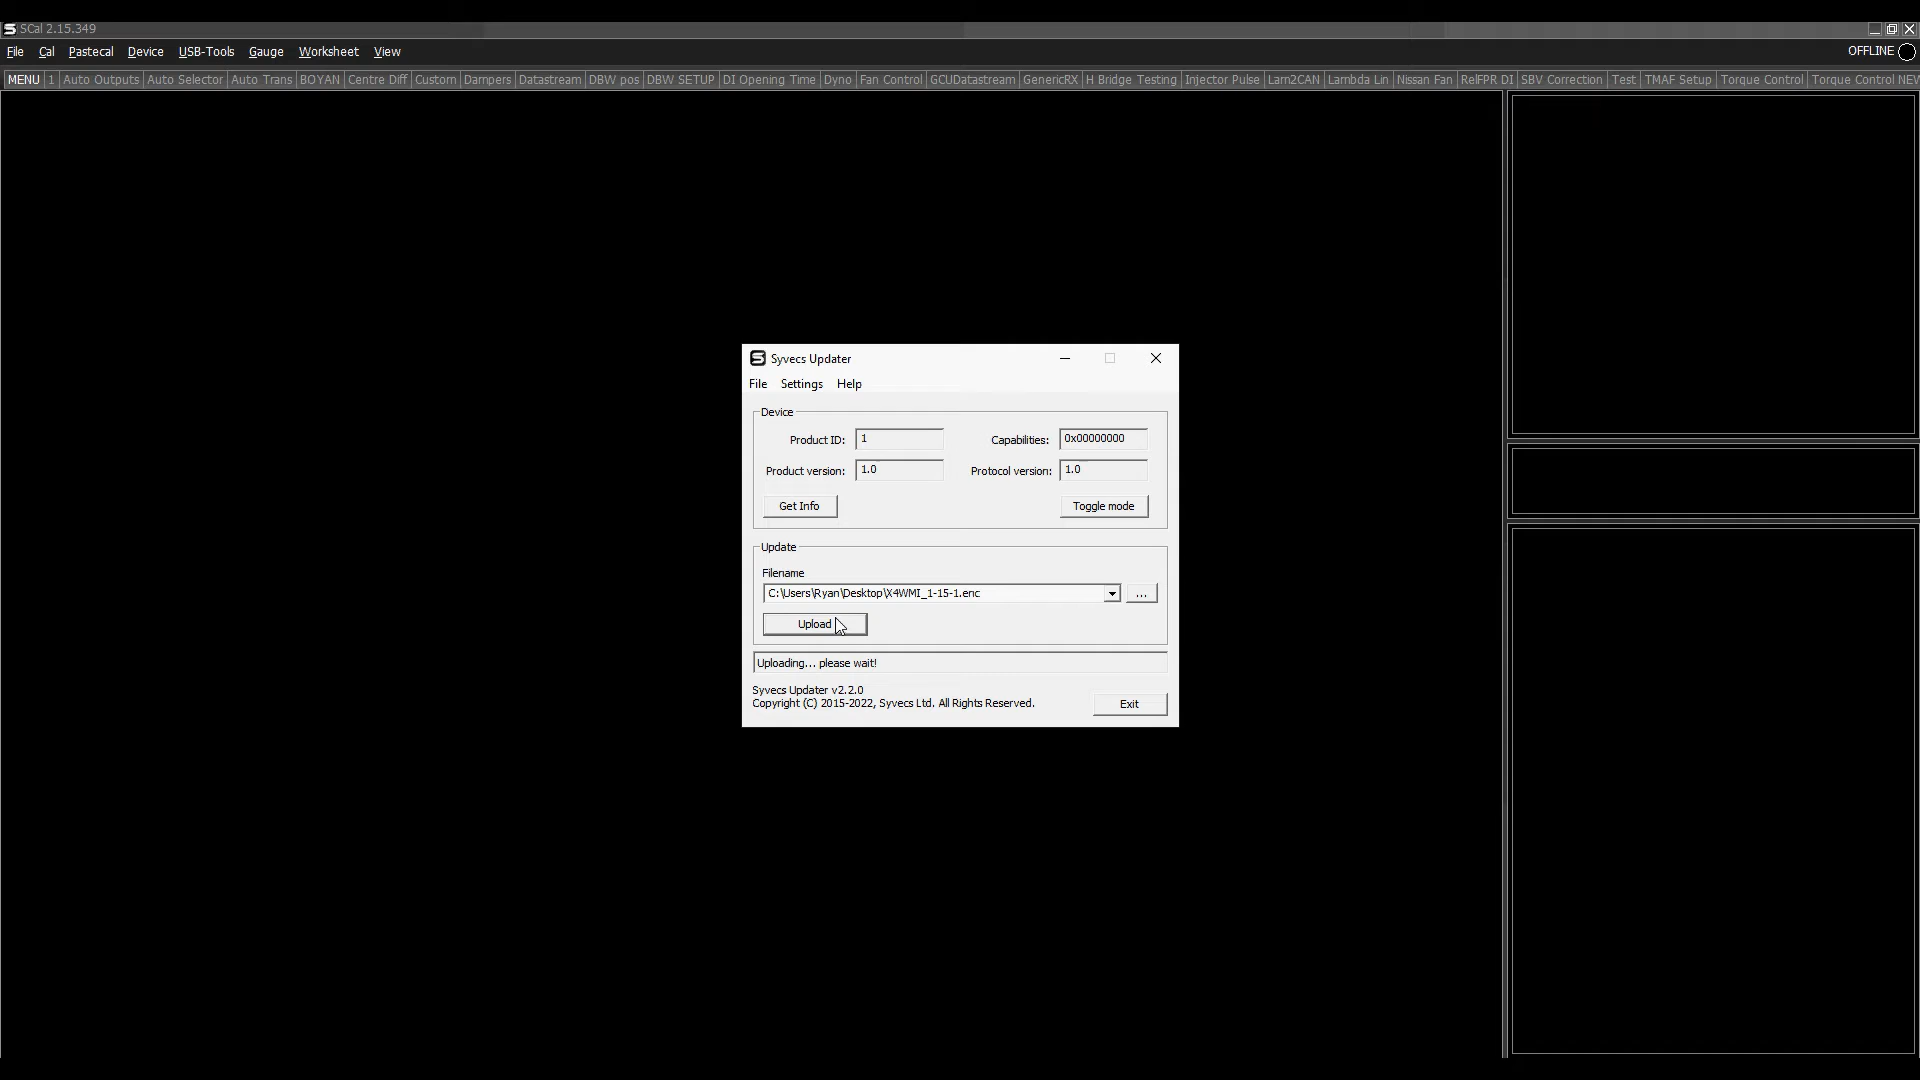 SCal 2.15.349
File Cal Pastecal Device USB-Tools Gauge Worksheet View OFFLINE
MENU 1 Auto Outputs Auto Selector Auto Trans BOYAN Centre Diff Custom Dampers Datastream DBW pos DBW SETUP DI Opening Time Dyno Fan Control GCUDatastream GenericRX H Bridge Testing Injector Pulse Lam2CAN Lambda Lin Nissan Fan RelFPR DI SBV Correction Test TMAF Setup Torque Control Torque Control NEW
Syvecs Updater
File Settings Help
Device
Product ID: 1 Capabilities: 0x00000000
Product version: 1.0 Protocol version: 1.0
Get Info Toggle mode
Update
Filename
C:\Users\Ryan\Desktop\X4WMI_1-15-1.enc ...
Upload
Uploading... please wait!
Syvecs Updater v2.2.0
Copyright (C) 2015-2022, Syvecs Ltd. All Rights Reserved.
Exit